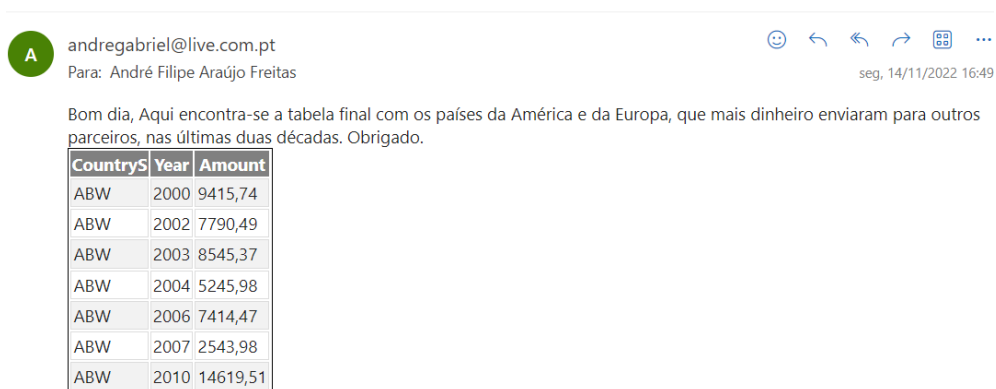 A
andregabriel@live.com.pt
Para: André Filipe Araújo Freitas
seg, 14/11/2022 16:49
Bom dia, Aqui encontra-se a tabela final com os países da América e da Europa, que mais dinheiro enviaram para outros
parceiros, nas últimas duas décadas. Obrigado.
CountryS Year Amount
ABW 2000 9415,74
ABW 2002 7790,49
ABW 2003 8545,37
ABW 2004 5245,98
ABW 2006 7414,47
ABW 2007 2543,98
ABW 2010 14619,51